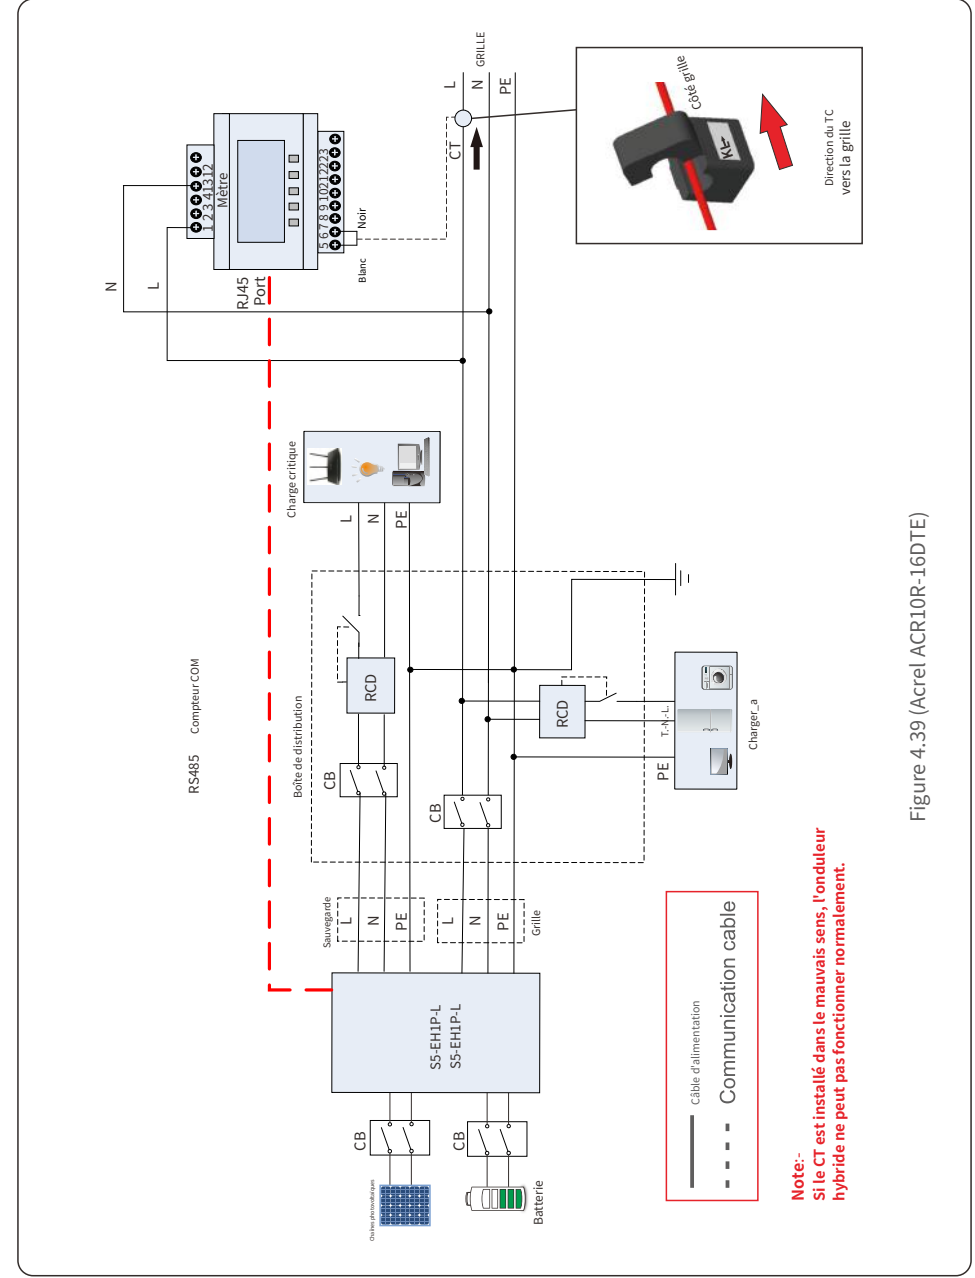 GRILLE
L
N
PE
CT
Côté grille
KL
Direction du TC
vers la grille
1 2 3 4 13 12
Mètre
5 6 7 8 9 10 21 22 23
Blanc
Noir
RJ45
Port
N
L
Charge critique
L
N
PE
RS485
Compteur COM
Boîte de distribution
RCD
CB
RCD
CB
T.-N.-L.
PE
Charger_a
Sauvegarde
L
N
PE
L
N
PE
Grille
S5-EH1P-L
S5-EH1P-L
CB
CB
Chaînes photovoltaïques
Batterie
Câble d'alimentation
Communication cable
Note:-
Si le CT est installé dans le mauvais sens, l'onduleur
hybride ne peut pas fonctionner normalement.
Figure 4.39 (Acrel ACR10R-16DTE)